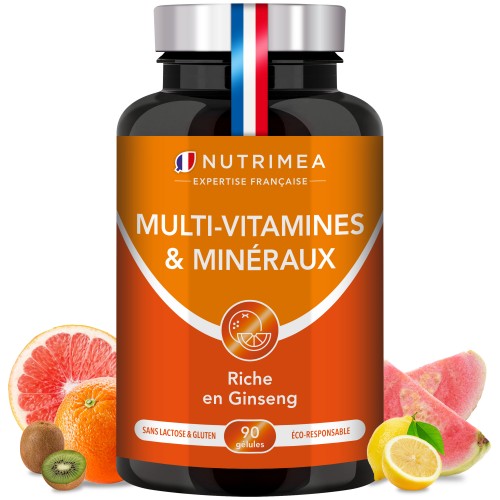 NUTRIMEA
EXPERTISE FRANÇAISE
MULTI-VITAMINES
& MINÉRAUX
Riche
en Ginseng
SANS LACTOSE & GLUTEN
90
gélules
ÉCO-RESPONSABLE